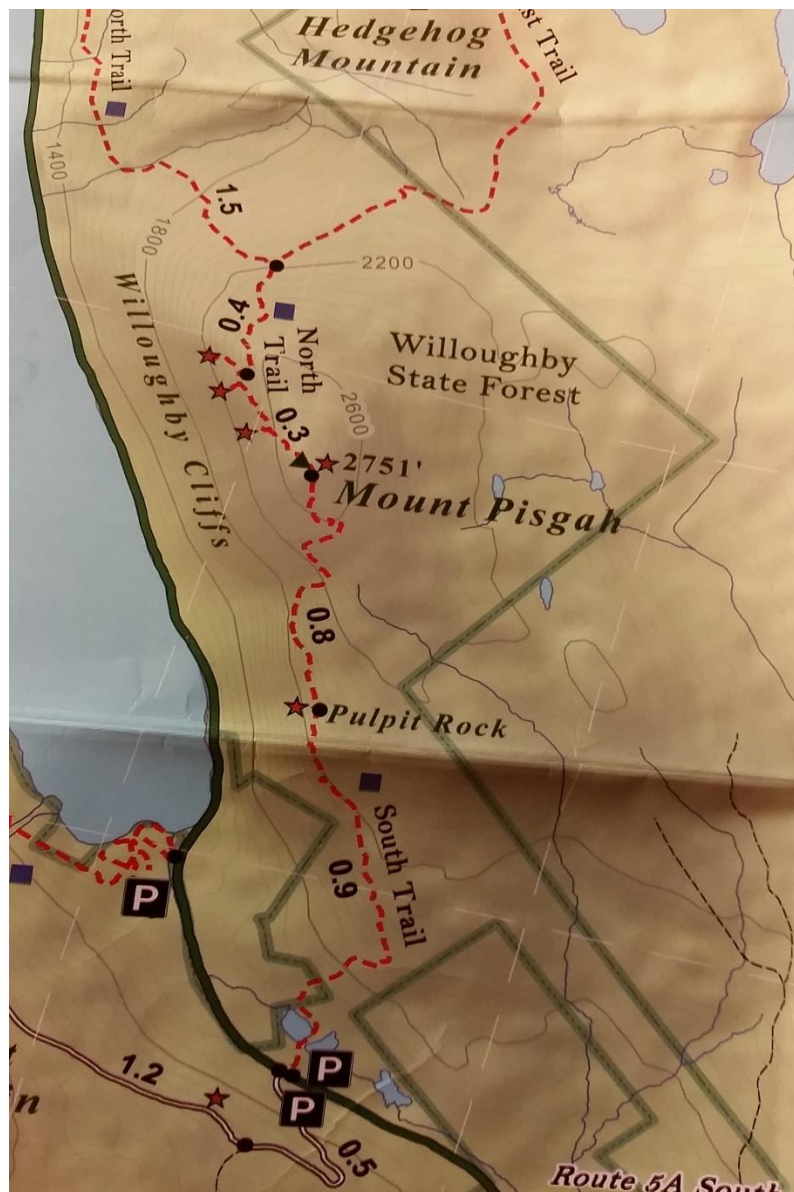 Hedgehog
Mountain
Trail
Trail
1400
1.5
1800
2200
Willoughby Cliffs
0.4
North
Trail
Willoughby
State Forest
2600
0.3
2751'
Mount Pisgah
0.8
Pulpit Rock
South Trail
0.9
P
P
P
1.2
0.5
Route 5A South